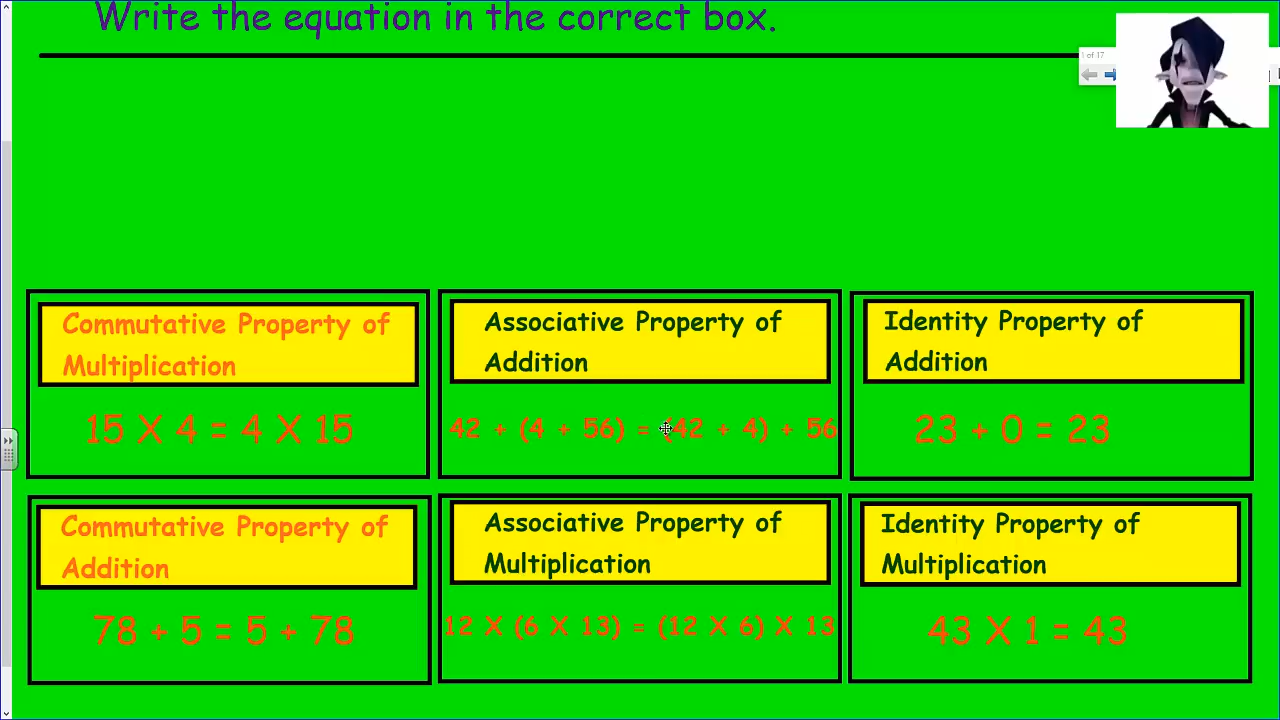 Write the equation in the correct box.
1 of 17
Commutative Property of
Multiplication
15 X 4 = 4 X 15
Associative Property of
Addition
42 + (4 + 56) = (42 + 4) + 56
Identity Property of
Addition
23 + 0 = 23
Commutative Property of
Addition
78 + 5 = 5 + 78
Associative Property of
Multiplication
12 X (6 X 13) = (12 X 6) X 13
Identity Property of
Multiplication
43 X 1 = 43